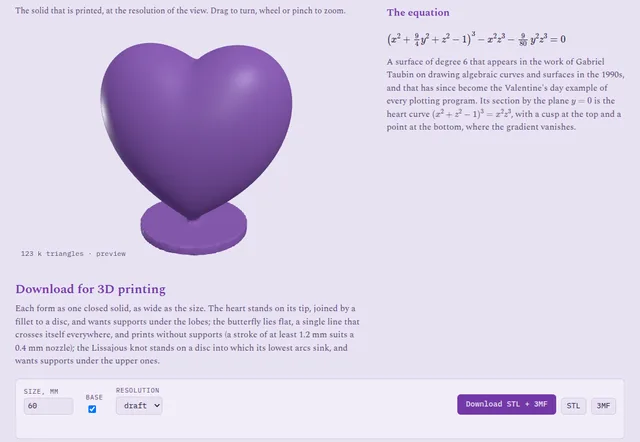 The solid that is printed, at the resolution of the view. Drag to turn, wheel or pinch to zoom.
123 k triangles · preview
The equation
(x² + 9/4 y² + z² − 1)³ − x²z³ − 9/80 y²z³ = 0
A surface of degree 6 that appears in the work of Gabriel
Taubin on drawing algebraic curves and surfaces in the 1990s,
and that has since become the Valentine's day example of
every plotting program. Its section by the plane y = 0 is the
heart curve (x² + z² − 1)³ = x²z³, with a cusp at the top and a
point at the bottom, where the gradient vanishes.
Download for 3D printing
Each form as one closed solid, as wide as the size. The heart stands on its tip, joined by a
fillet to a disc, and wants supports under the lobes; the butterfly lies flat, a single line that
crosses itself everywhere, and prints without supports (a stroke of at least 1.2 mm suits a
0.4 mm nozzle); the Lissajous knot stands on a disc into which its lowest arcs sink, and
wants supports under the upper ones.
SIZE, MM
60
BASE
RESOLUTION
draft
Download STL + 3MF
STL
3MF